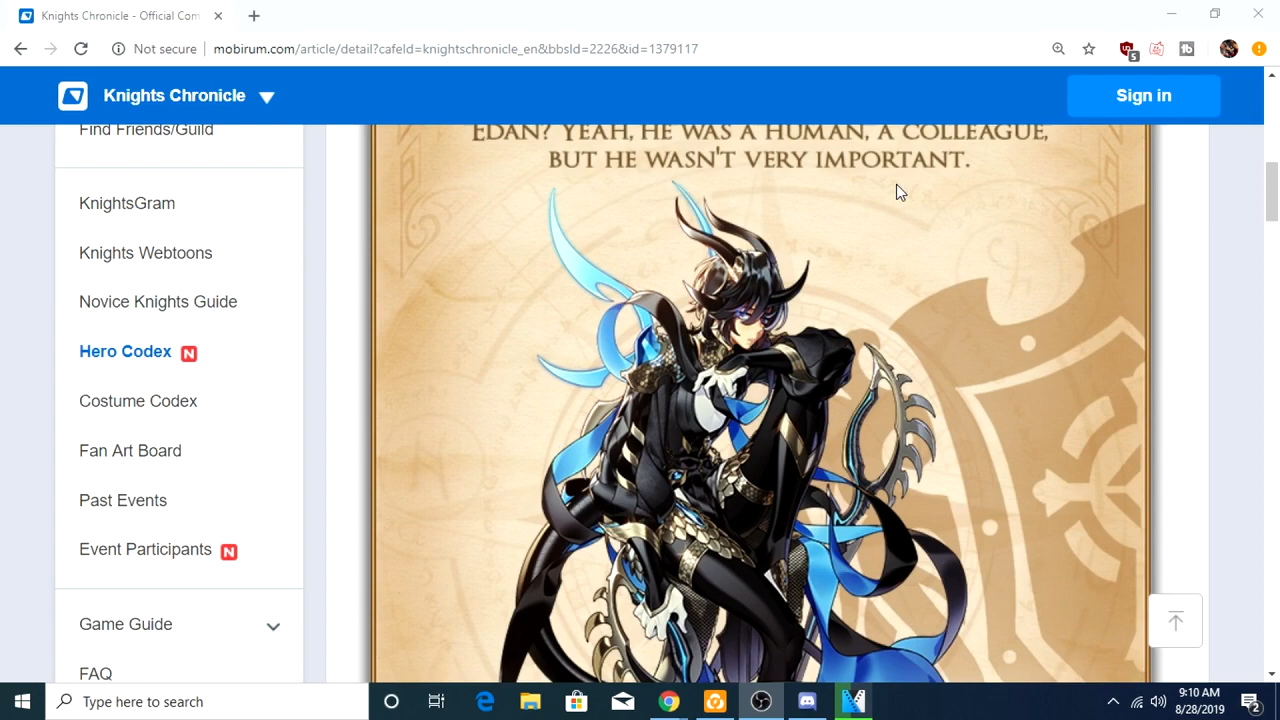 Knights Chronicle - Official Com
Not secure
mobirum.com/article/detail?cafeId=knightschronicle_en&bbsId=2226&id=1379117
5
Knights Chronicle
Sign in
Find Friends/Guild
KnightsGram
Knights Webtoons
Novice Knights Guide
Hero Codex N
Costume Codex
Fan Art Board
Past Events
Event Participants N
Game Guide
FAQ
EDAN? YEAH, HE WAS A HUMAN, A COLLEAGUE,
BUT HE WASN'T VERY IMPORTANT.
Type here to search
9:10 AM
8/28/2019
2